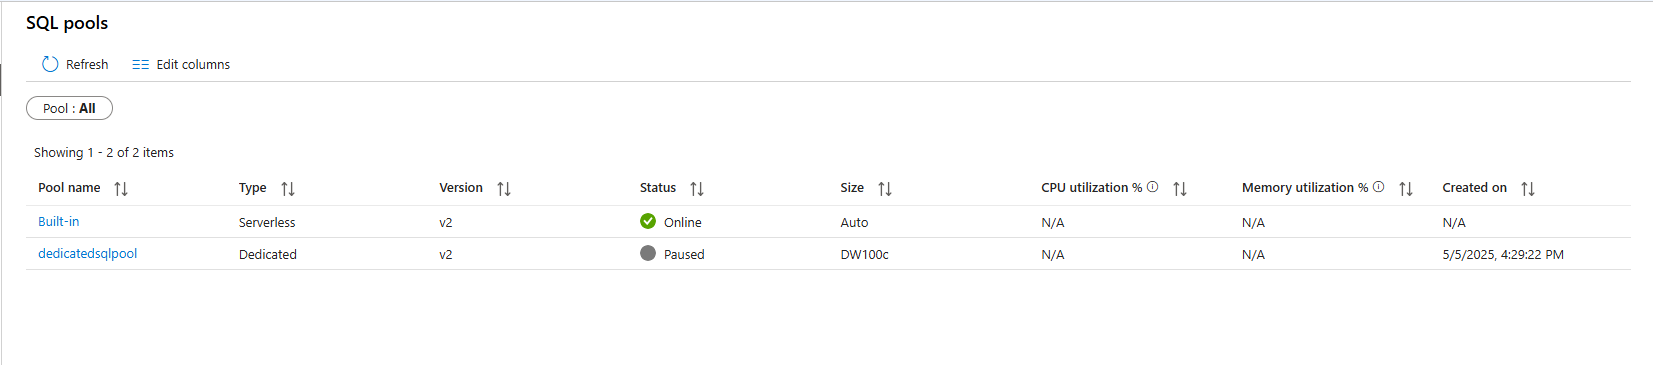 SQL pools
Refresh Edit columns
Pool : All
Showing 1 - 2 of 2 items
Pool name Type Version Status Size CPU utilization % Memory utilization % Created on
Built-in Serverless v2 Online Auto N/A N/A N/A
dedicatedsqlpool Dedicated v2 Paused DW100c N/A N/A 5/5/2025, 4:29:22 PM